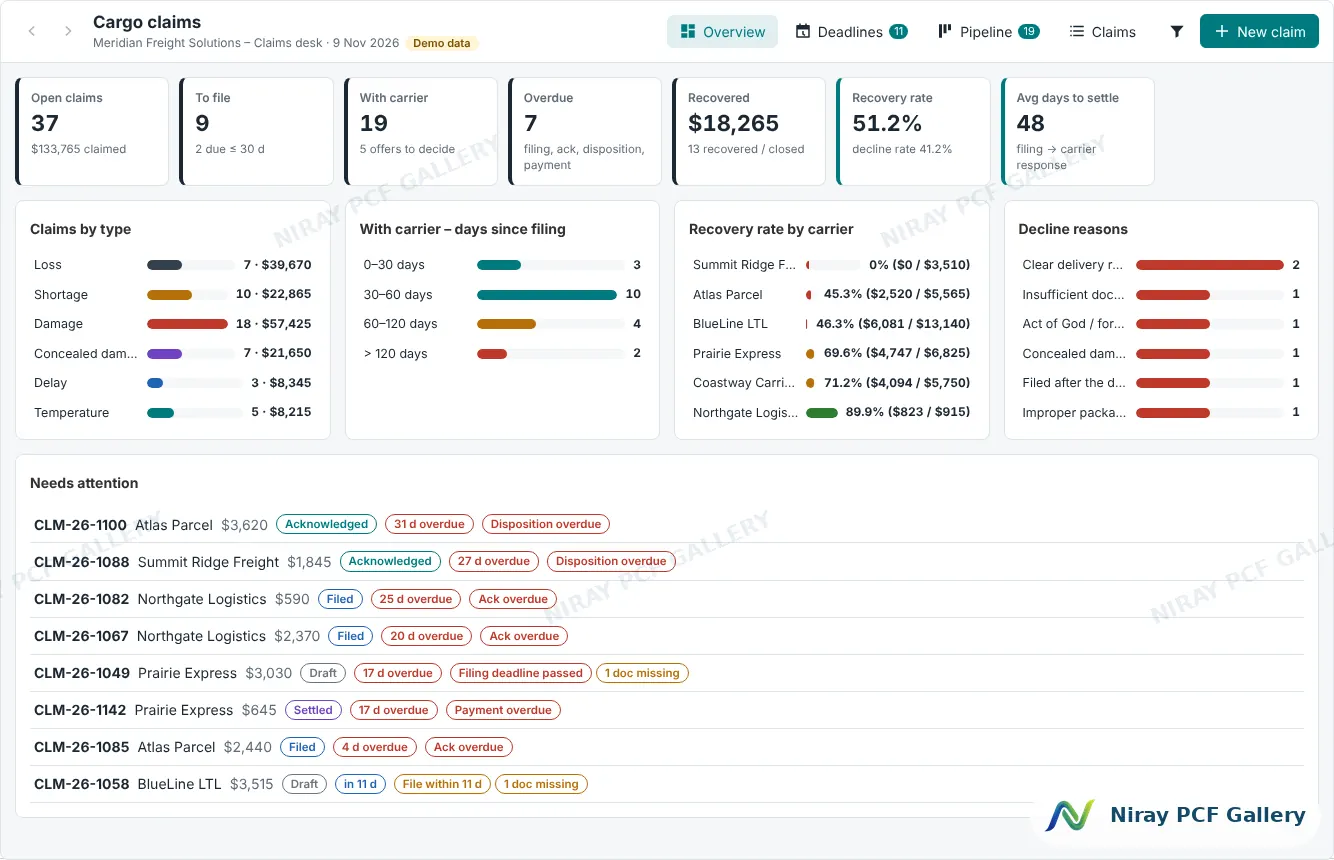 Cargo claims
Meridian Freight Solutions – Claims desk · 9 Nov 2026 Demo data
Overview Deadlines 11 Pipeline 19 Claims + New claim
Open claims
37
$133,765 claimed
To file
9
2 due ≤ 30 d
With carrier
19
5 offers to decide
Overdue
7
filing, ack, disposition,
payment
Recovered
$18,265
13 recovered / closed
Recovery rate
51.2%
decline rate 41.2%
Avg days to settle
48
filing → carrier
response
Claims by type
Loss 7 · $39,670
Shortage 10 · $22,865
Damage 18 · $57,425
Concealed dam... 7 · $21,650
Delay 3 · $8,345
Temperature 5 · $8,215
With carrier – days since filing
0–30 days 3
30–60 days 10
60–120 days 4
> 120 days 2
Recovery rate by carrier
Summit Ridge F... 0% ($0 / $3,510)
Atlas Parcel 45.3% ($2,520 / $5,565)
BlueLine LTL 46.3% ($6,081 / $13,140)
Prairie Express 69.6% ($4,747 / $6,825)
Coastway Carri... 71.2% ($4,094 / $5,750)
Northgate Logis... 89.9% ($823 / $915)
Decline reasons
Clear delivery r... 2
Insufficient doc... 1
Act of God / for... 1
Concealed dam... 1
Filed after the d... 1
Improper packa... 1
Needs attention
CLM-26-1100 Atlas Parcel $3,620 Acknowledged 31 d overdue Disposition overdue
CLM-26-1088 Summit Ridge Freight $1,845 Acknowledged 27 d overdue Disposition overdue
CLM-26-1082 Northgate Logistics $590 Filed 25 d overdue Ack overdue
CLM-26-1067 Northgate Logistics $2,370 Filed 20 d overdue Ack overdue
CLM-26-1049 Prairie Express $3,030 Draft 17 d overdue Filing deadline passed 1 doc missing
CLM-26-1142 Prairie Express $645 Settled 17 d overdue Payment overdue
CLM-26-1085 Atlas Parcel $2,440 Filed 4 d overdue Ack overdue
CLM-26-1058 BlueLine LTL $3,515 Draft in 11 d File within 11 d 1 doc missing
NIRAY PCF GALLERY
NIRAY PCF GALLERY
PCF GALLERY
NIRAY PCF GALLERY
NIRAY PCF GALL
Niray PCF Gallery